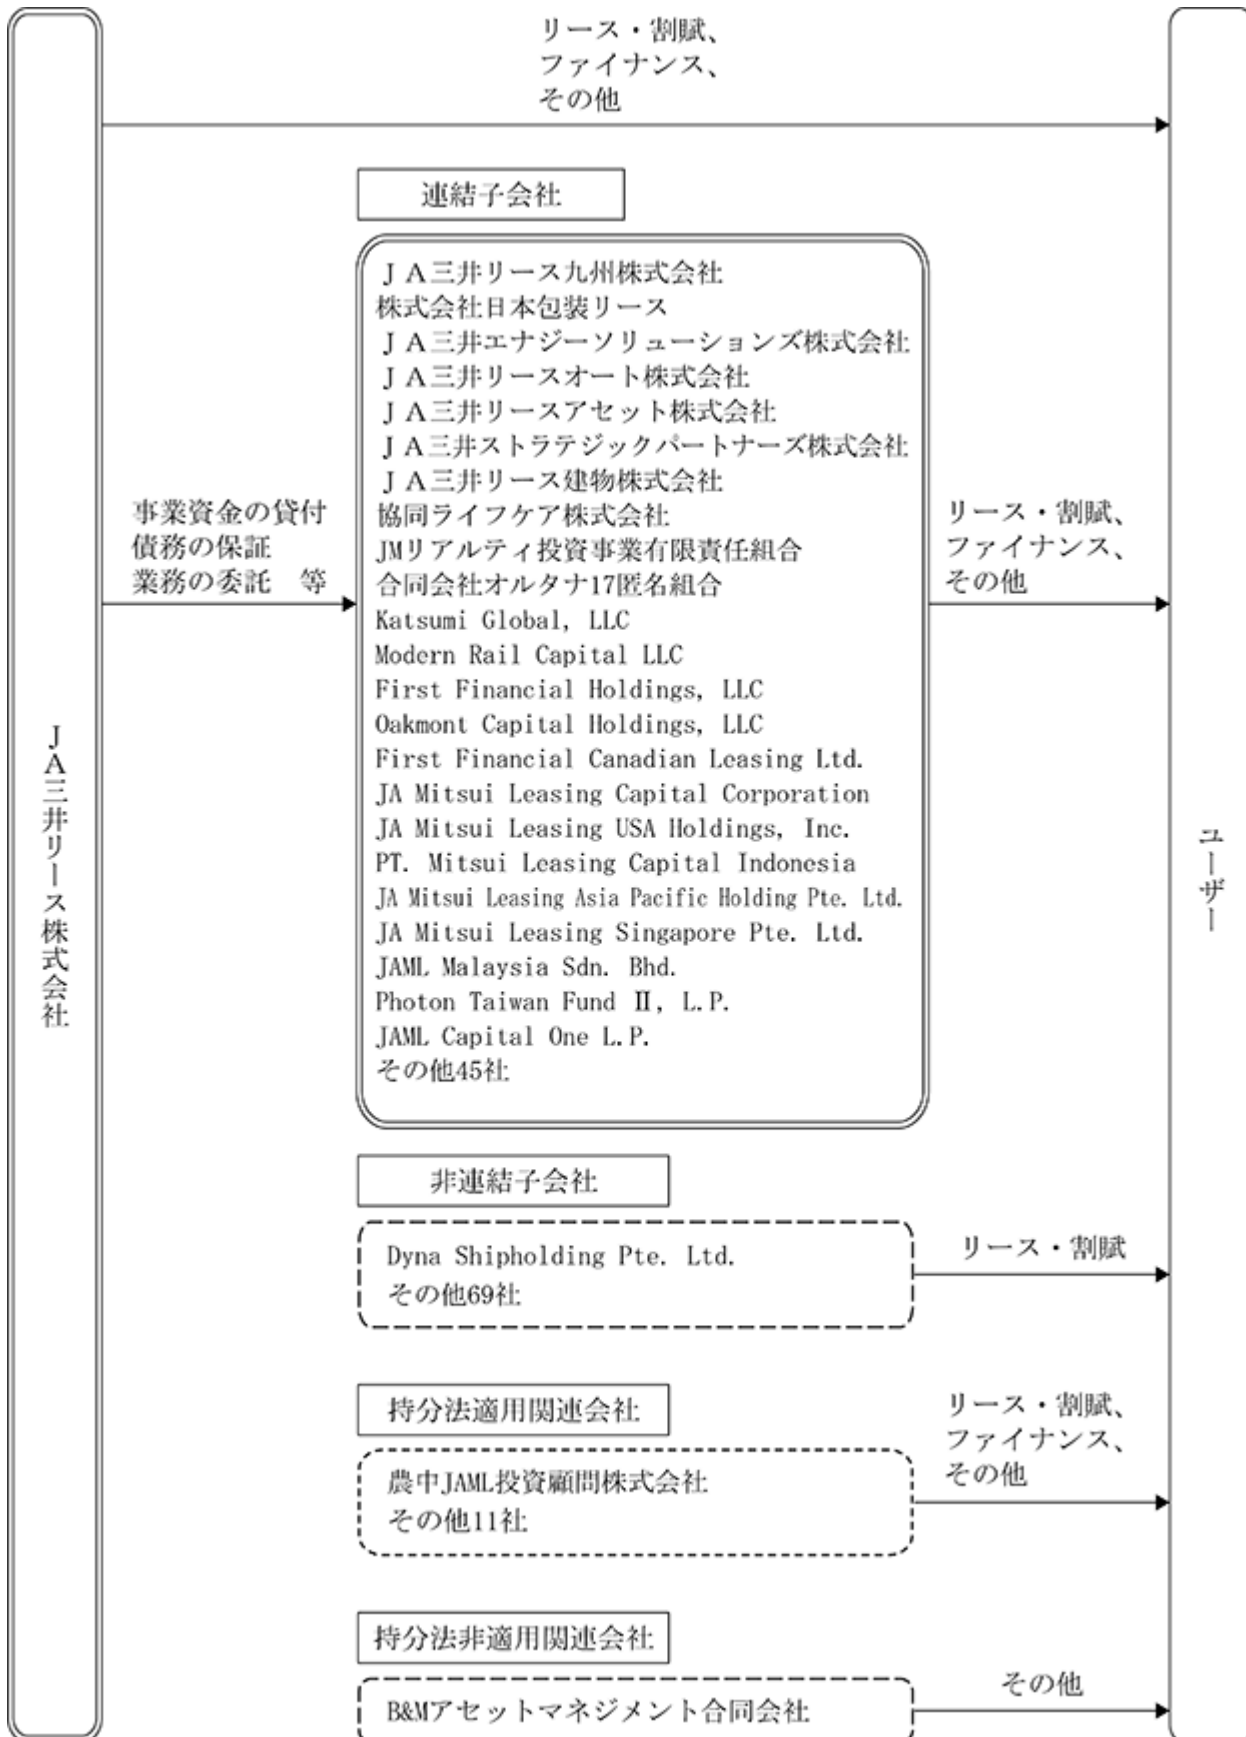 リース・割賦、
ファイナンス、
その他
連結子会社
ＪＡ三井リース九州株式会社
株式会社日本包装リース
ＪＡ三井エナジーソリューションズ株式会社
ＪＡ三井リースオート株式会社
ＪＡ三井リースアセット株式会社
ＪＡ三井ストラテジックパートナーズ株式会社
ＪＡ三井リース建物株式会社
協同ライフケア株式会社
JMリアルティ投資事業有限責任組合
合同会社オルタナ17匿名組合
Katsumi Global, LLC
Modern Rail Capital LLC
First Financial Holdings, LLC
Oakmont Capital Holdings, LLC
First Financial Canadian Leasing Ltd.
JA Mitsui Leasing Capital Corporation
JA Mitsui Leasing USA Holdings, Inc.
PT. Mitsui Leasing Capital Indonesia
JA Mitsui Leasing Asia Pacific Holding Pte. Ltd.
JA Mitsui Leasing Singapore Pte. Ltd.
JAML Malaysia Sdn. Bhd.
Photon Taiwan Fund Ⅱ, L.P.
JAML Capital One L.P.
その他45社
事業資金の貸付
債務の保証
業務の委託　等
リース・割賦、
ファイナンス、
その他
ＪＡ三井リース株式会社
ユーザー
非連結子会社
Dyna Shipholding Pte. Ltd.
その他69社
リース・割賦
持分法適用関連会社
農中JAML投資顧問株式会社
その他11社
リース・割賦、
ファイナンス、
その他
持分法非適用関連会社
B&Mアセットマネジメント合同会社
その他